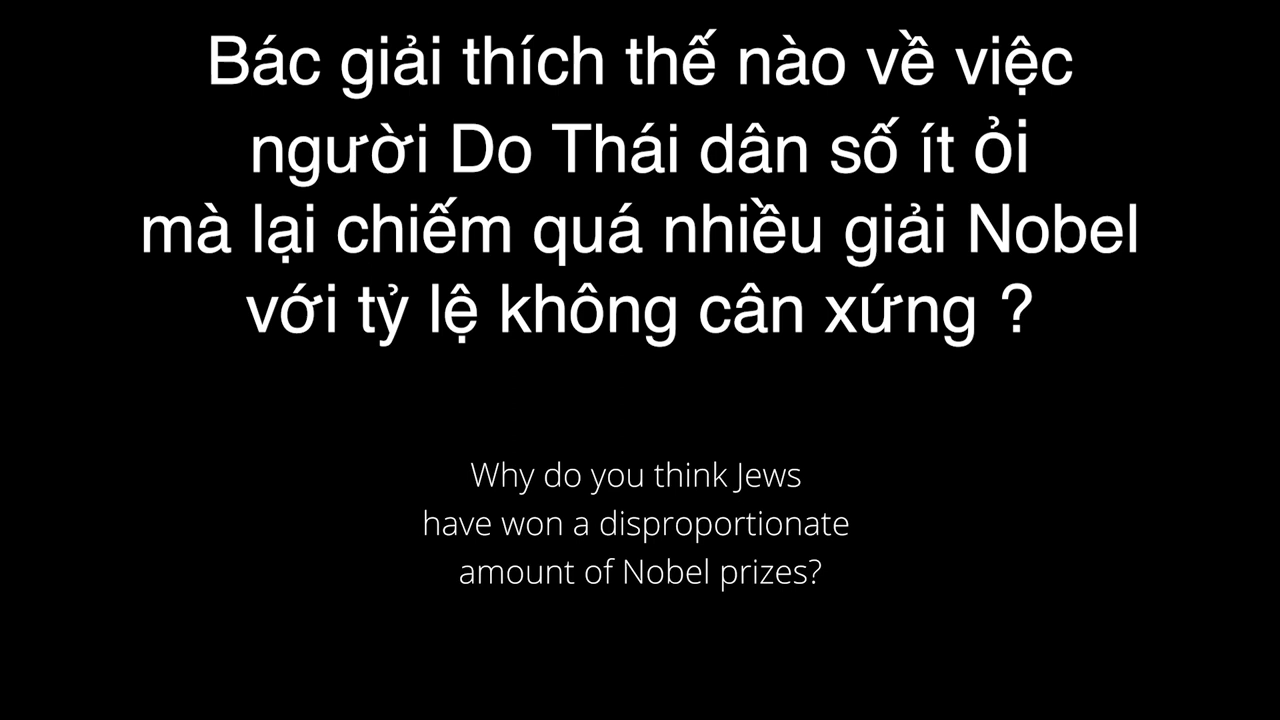 Bác giải thích thế nào về việc
người Do Thái dân số ít ỏi
mà lại chiếm quá nhiều giải Nobel
với tỷ lệ không cân xứng ?
Why do you think Jews
have won a disproportionate
amount of Nobel prizes?